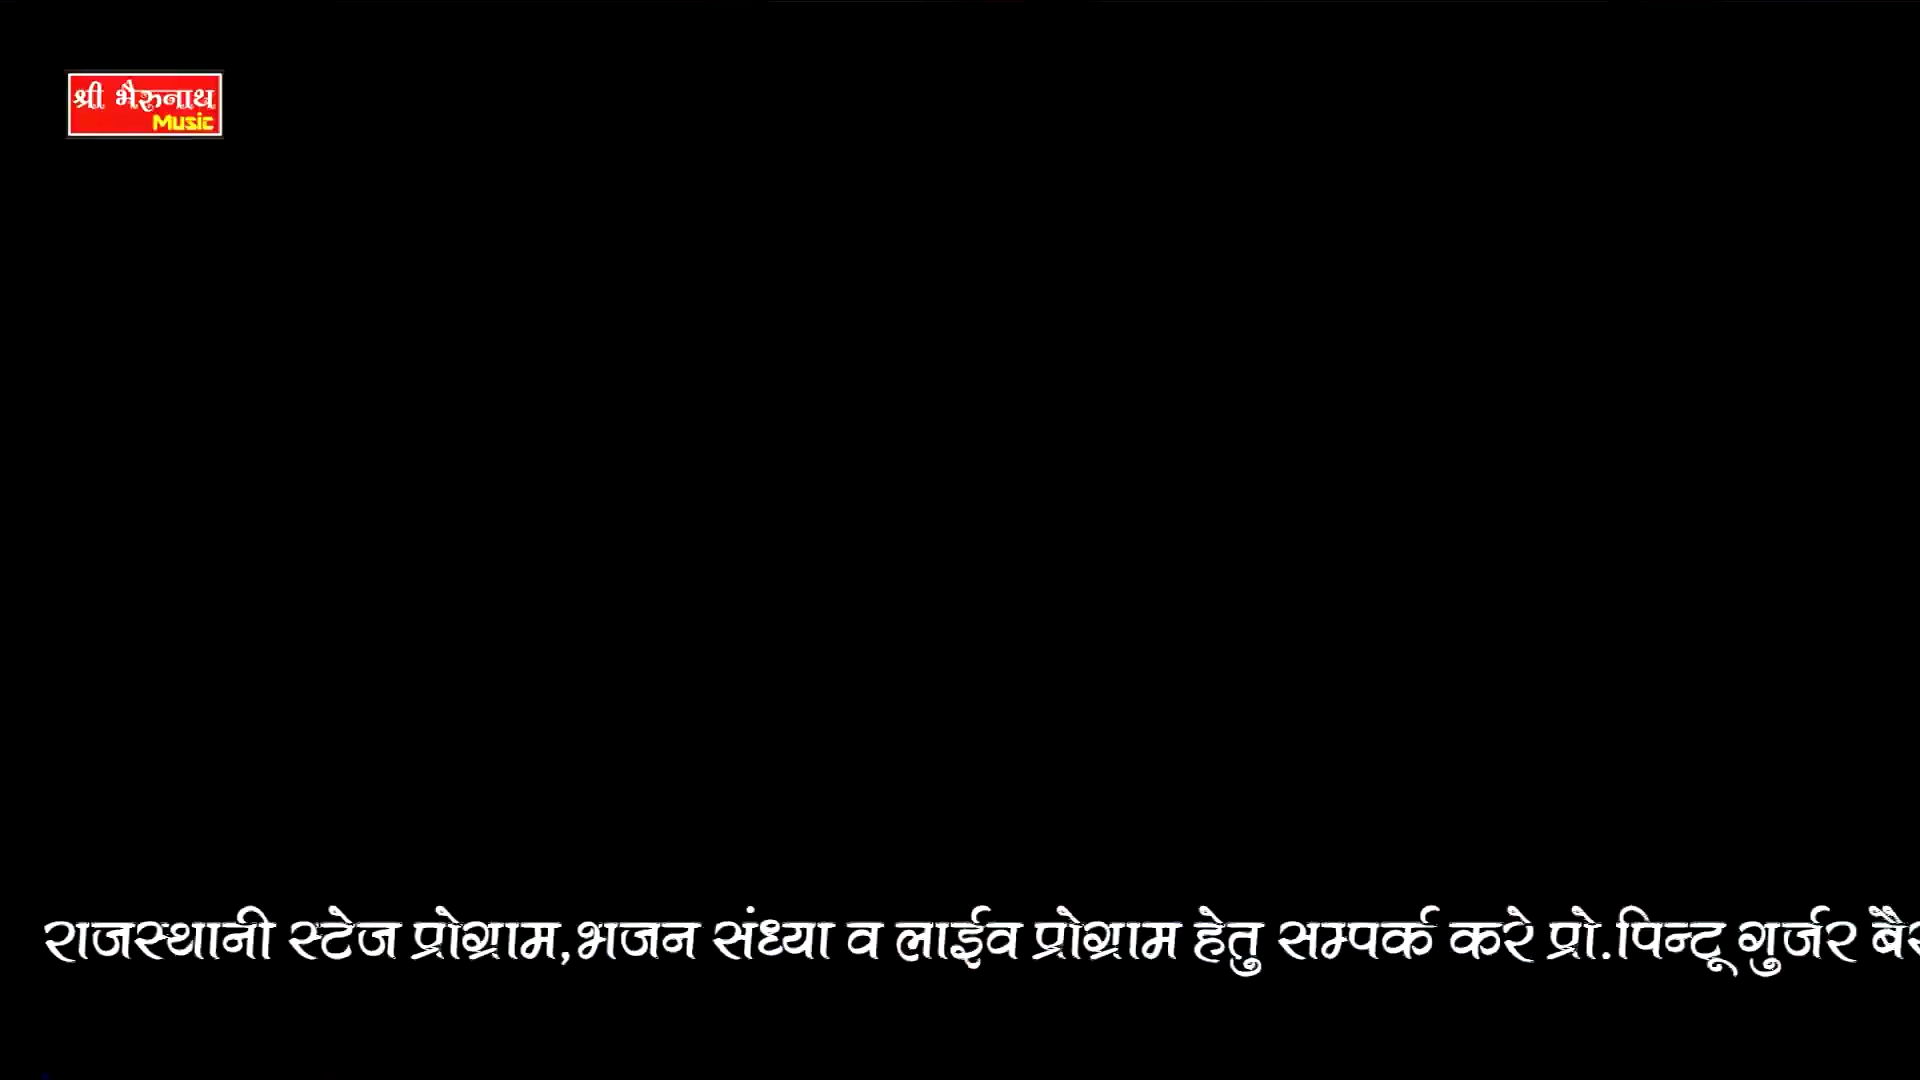 श्री भैरुनाथ
Music
राजस्थानी स्टेज प्रोग्राम,भजन संध्या व लाईव प्रोग्राम हेतु सम्पर्क करे प्रो.पिन्टू गुर्जर